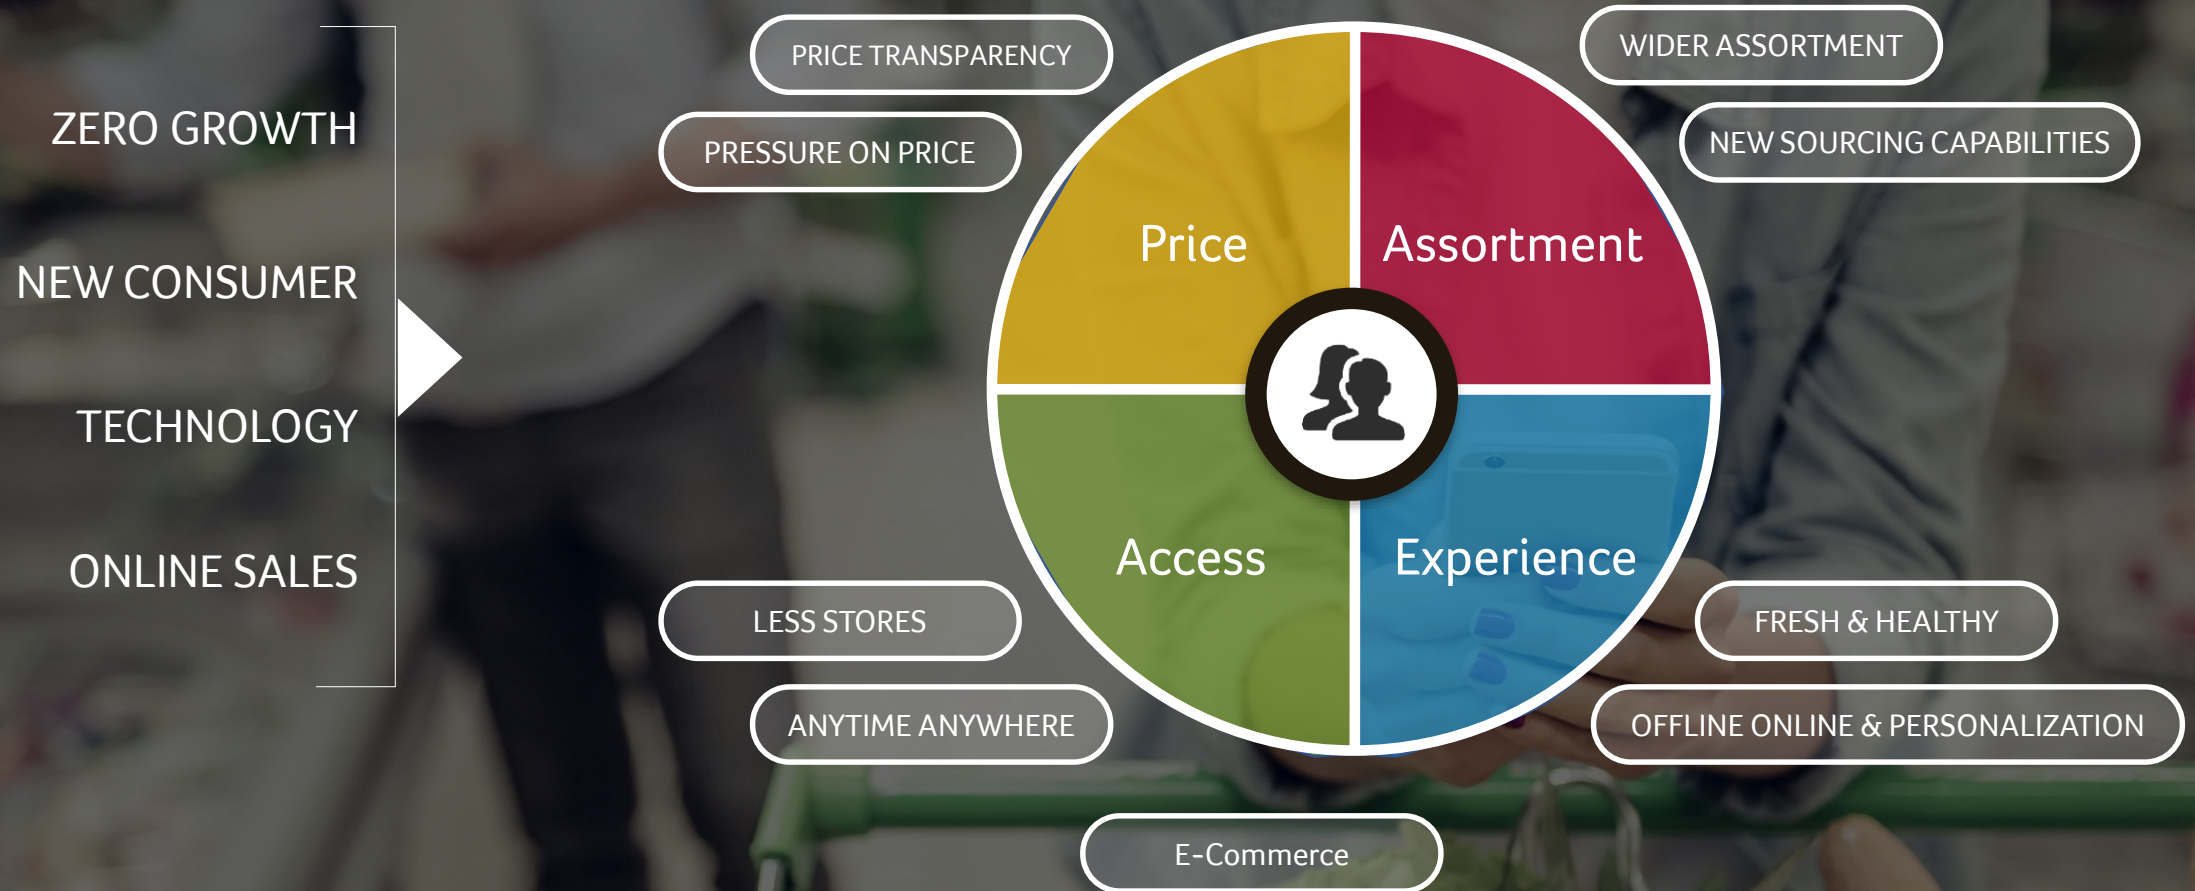 ZERO GROWTH
NEW CONSUMER
TECHNOLOGY
ONLINE SALES
PRICE TRANSPARENCY
PRESSURE ON PRICE
WIDER ASSORTMENT
NEW SOURCING CAPABILITIES
Price
Assortment
Access
Experience
LESS STORES
ANYTIME ANYWHERE
FRESH & HEALTHY
OFFLINE ONLINE & PERSONALIZATION
E-Commerce